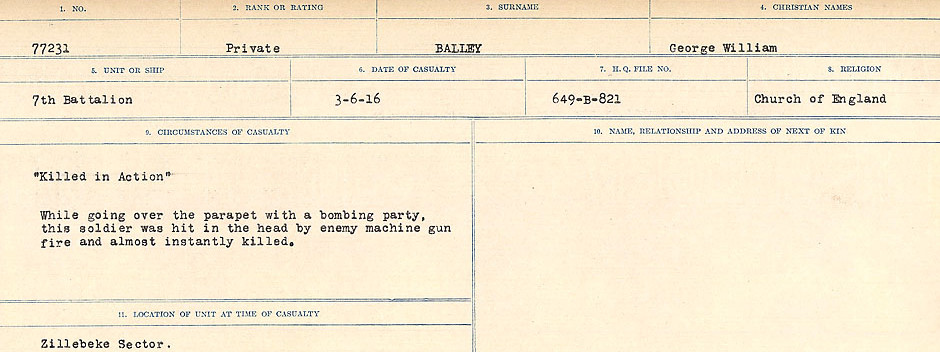 1. NO. 2. RANK OR RATING 3. SURNAME 4. CHRISTIAN NAMES
77231 Private BALLEY George William
5. UNIT OR SHIP 6. DATE OF CASUALTY 7. H.Q. FILE NO. 8. RELIGION
7th Battalion 3-6-16 649-B-821 Church of England
9. CIRCUMSTANCES OF CASUALTY 10. NAME, RELATIONSHIP AND ADDRESS OF NEXT OF KIN
"Killed in Action"
While going over the parapet with a bombing party,
this soldier was hit in the head by enemy machine gun
fire and almost instantly killed.
11. LOCATION OF UNIT AT TIME OF CASUALTY
Zillebeke Sector.